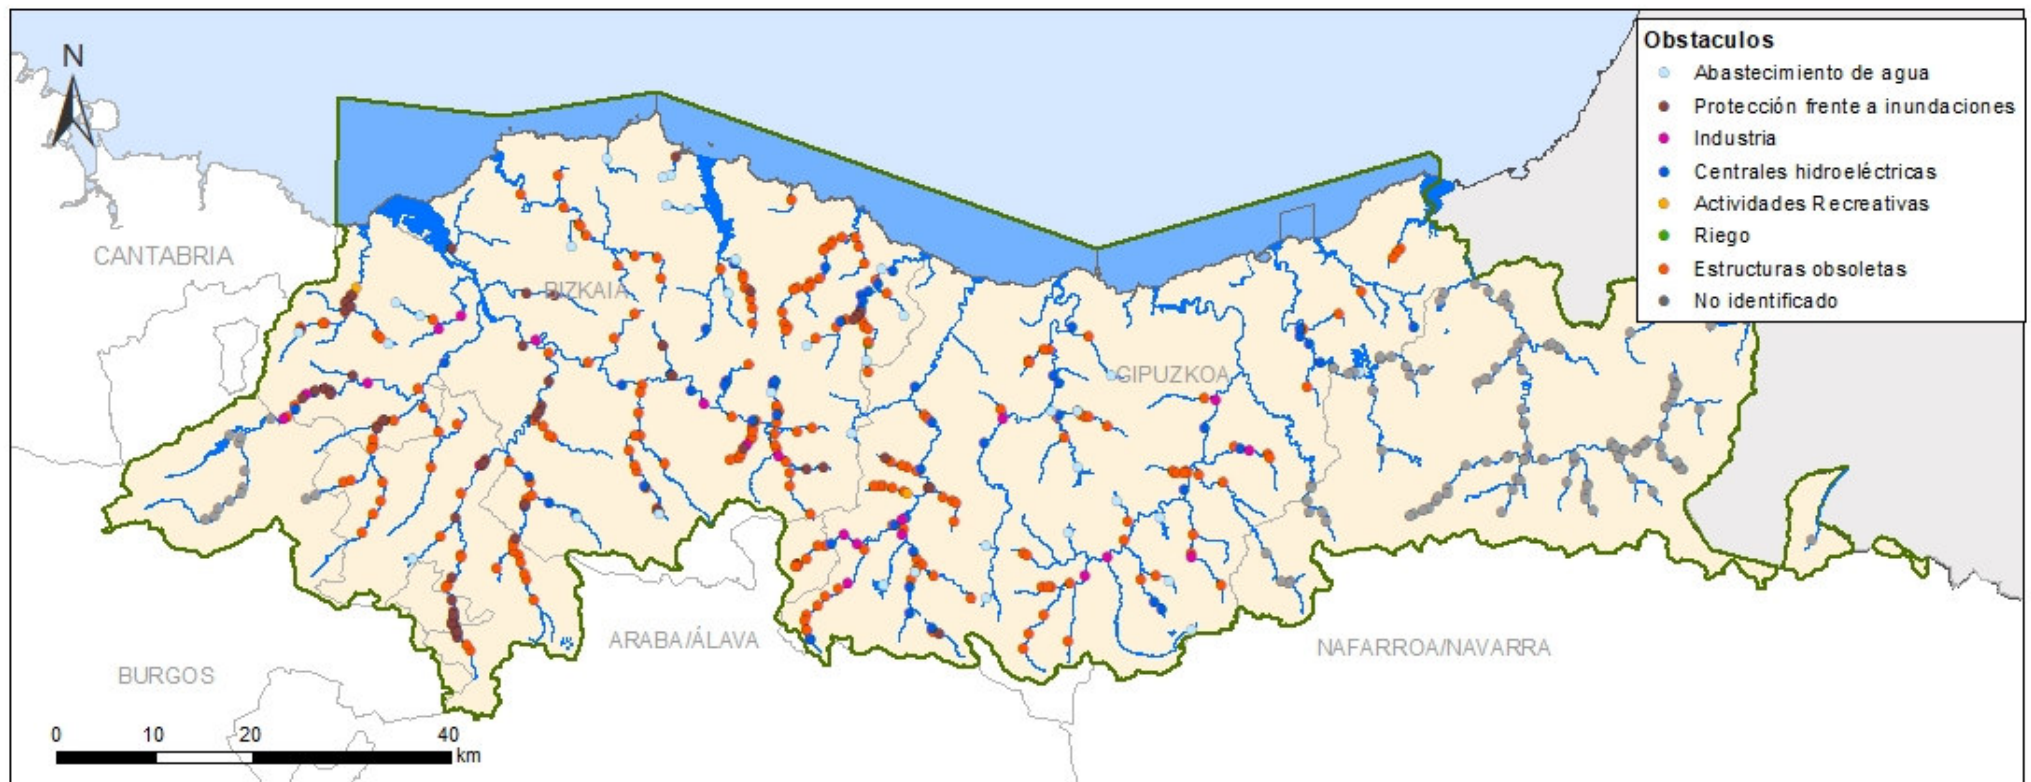 N
Obstaculos
Abastecimiento de agua
Protección frente a inundaciones
Industria
Centrales hidroeléctricas
Actividades Recreativas
Riego
Estructuras obsoletas
No identificado
CANTABRIA
BIZKAIA
GIPUZKOA
ARABA/ÁLAVA
NAFARROA/NAVARRA
BURGOS
0 10 20 40
km